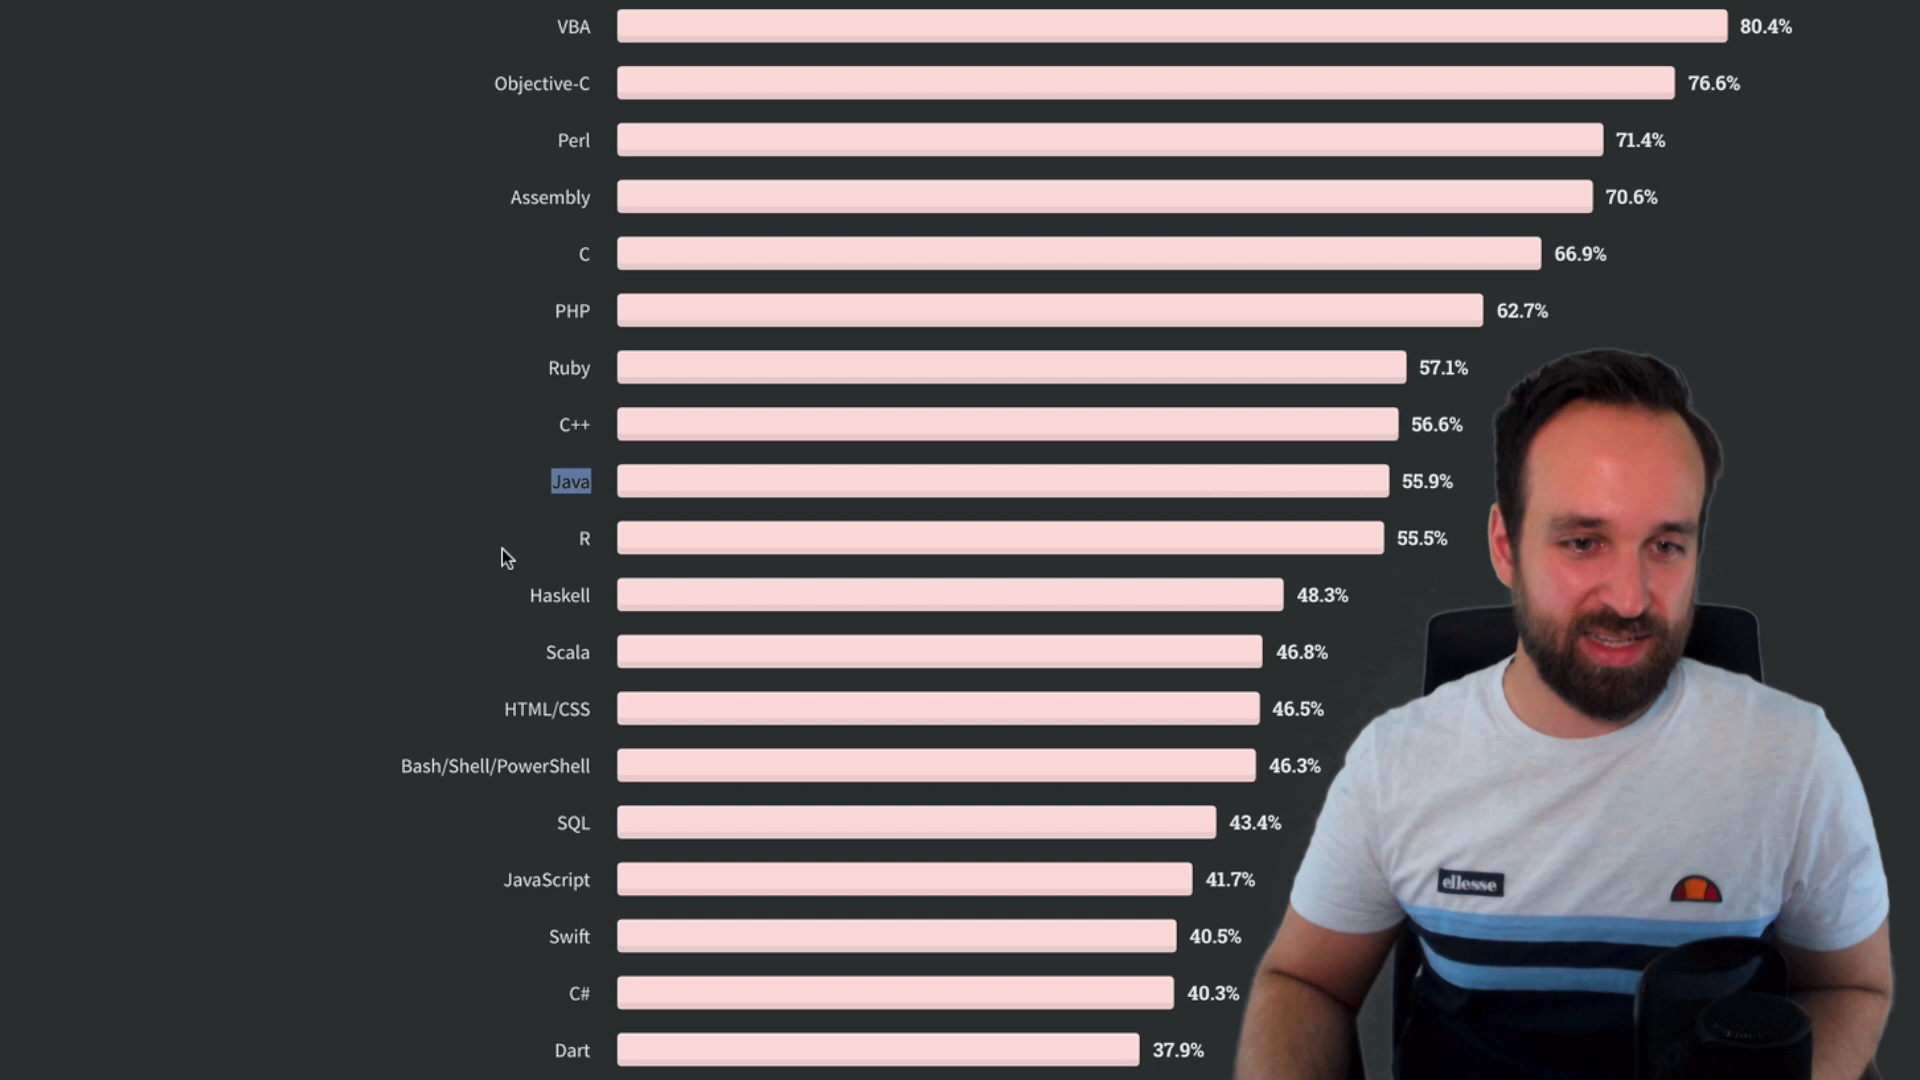 VBA 80.4%
Objective-C 76.6%
Perl 71.4%
Assembly 70.6%
C 66.9%
PHP 62.7%
Ruby 57.1%
C++ 56.6%
Java 55.9%
R 55.5%
Haskell 48.3%
Scala 46.8%
HTML/CSS 46.5%
Bash/Shell/PowerShell 46.3%
SQL 43.4%
JavaScript 41.7%
Swift 40.5%
C# 40.3%
Dart 37.9%
ellesse